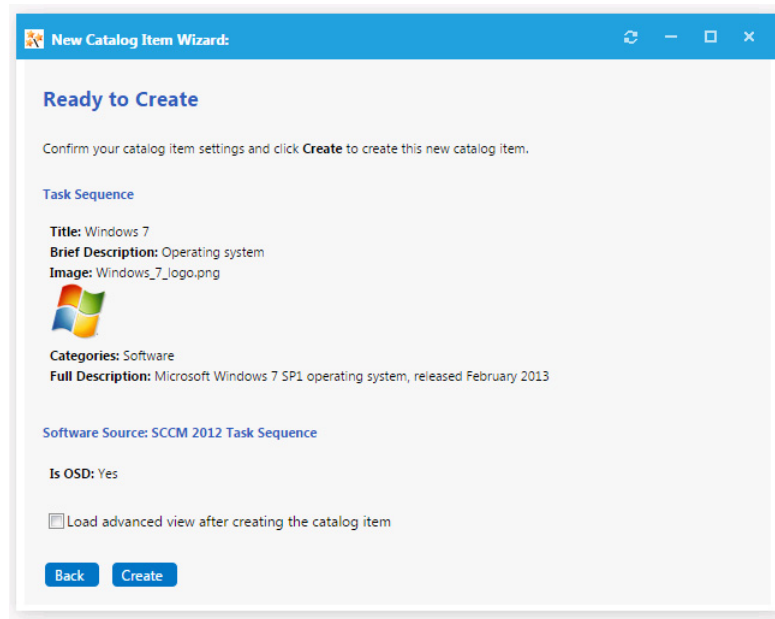 New Catalog Item Wizard:
Ready to Create
Confirm your catalog item settings and click Create to create this new catalog item.
Task Sequence
Title: Windows 7
Brief Description: Operating system
Image: Windows_7_logo.png
Categories: Software
Full Description: Microsoft Windows 7 SP1 operating system, released February 2013
Software Source: SCCM 2012 Task Sequence
Is OSD: Yes
Load advanced view after creating the catalog item
Back Create